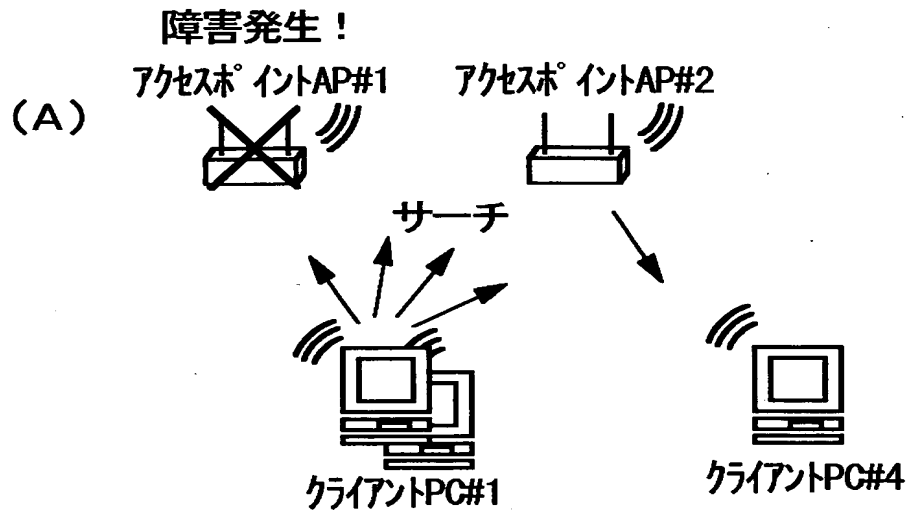 障害発生!
アクセスポイントAP#1
アクセスポイントAP#2
(A)
サーチ
クライアントPC#1
クライアントPC#4